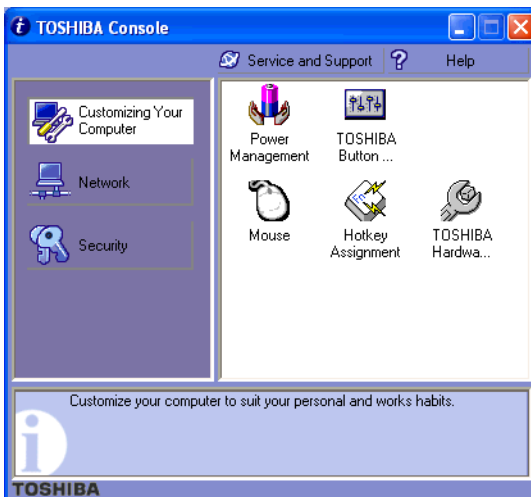 TOSHIBA Console
Service and Support
? Help
Customizing Your
Computer
Network
Security
Power
Management
TOSHIBA
Button ...
Mouse
Fn
Hotkey
Assignment
TOSHIBA
Hardwa...
Customize your computer to suit your personal and works habits.
TOSHIBA